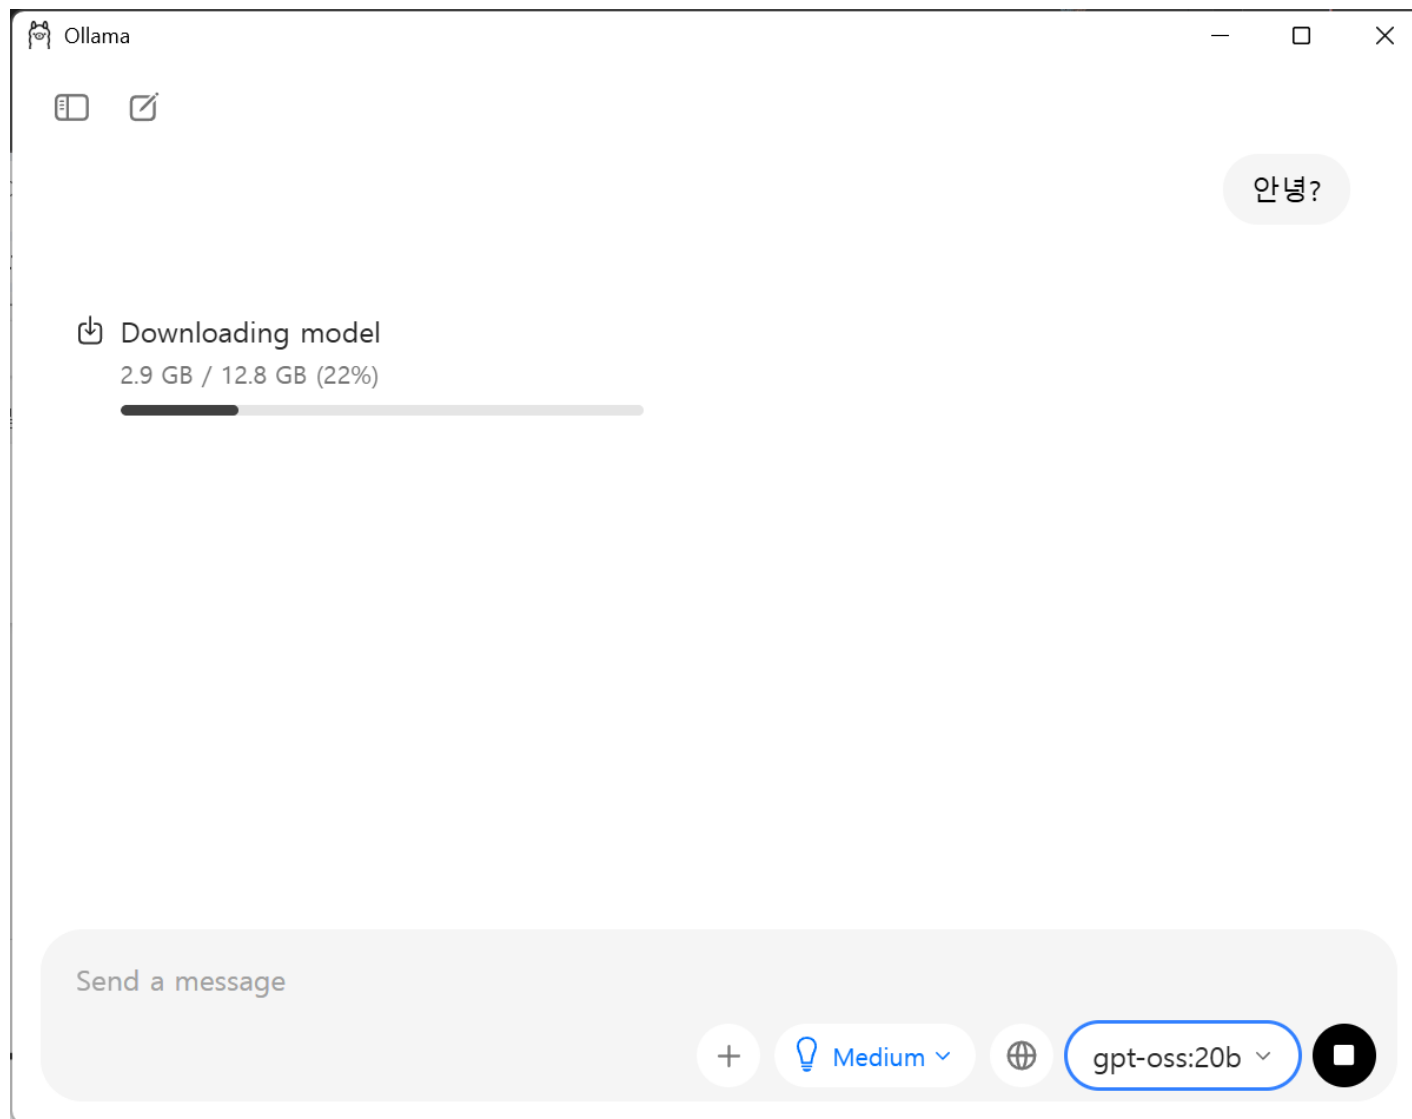 Ollama
안녕?
Downloading model
2.9 GB / 12.8 GB (22%)
Send a message
Medium
gpt-oss:20b